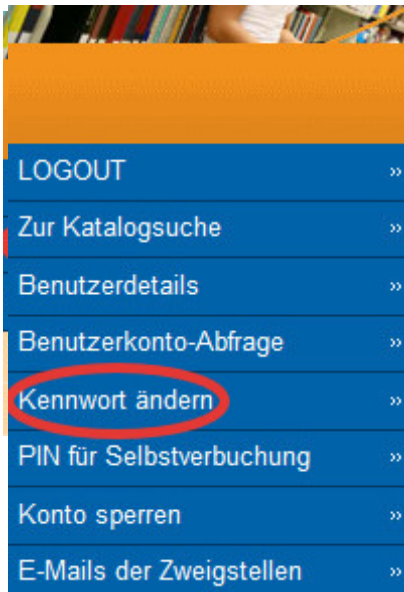 LOGOUT »
Zur Katalogsuche »
Benutzerdetails »
Benutzerkonto-Abfrage »
Kennwort ändern »
PIN für Selbstverbuchung »
Konto sperren »
E-Mails der Zweigstellen »